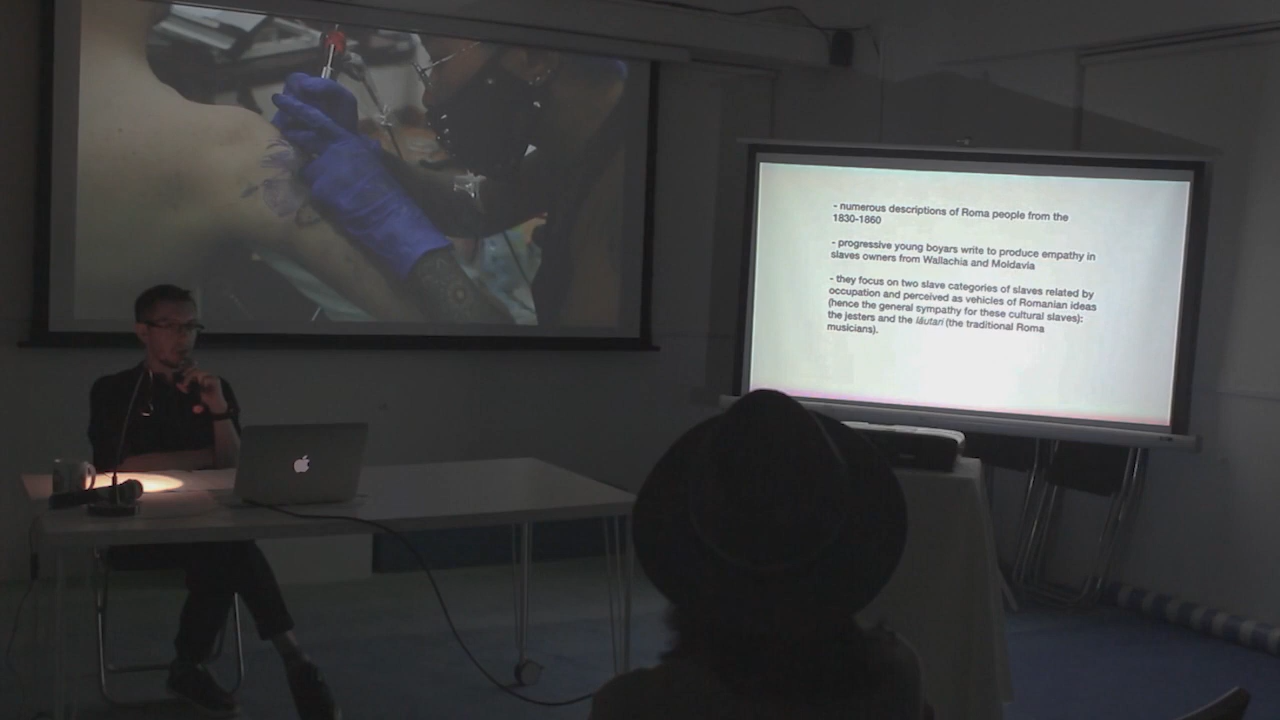 - numerous descriptions of Roma people from the
1830-1860
- progressive young boyars write to produce empathy in
slaves owners from Wallachia and Moldavia
- they focus on two slave categories of slaves related by
occupation and perceived as vehicles of Romanian ideas
(hence the general sympathy for these cultural slaves):
the jesters and the lăutari (the traditional Roma
musicians).